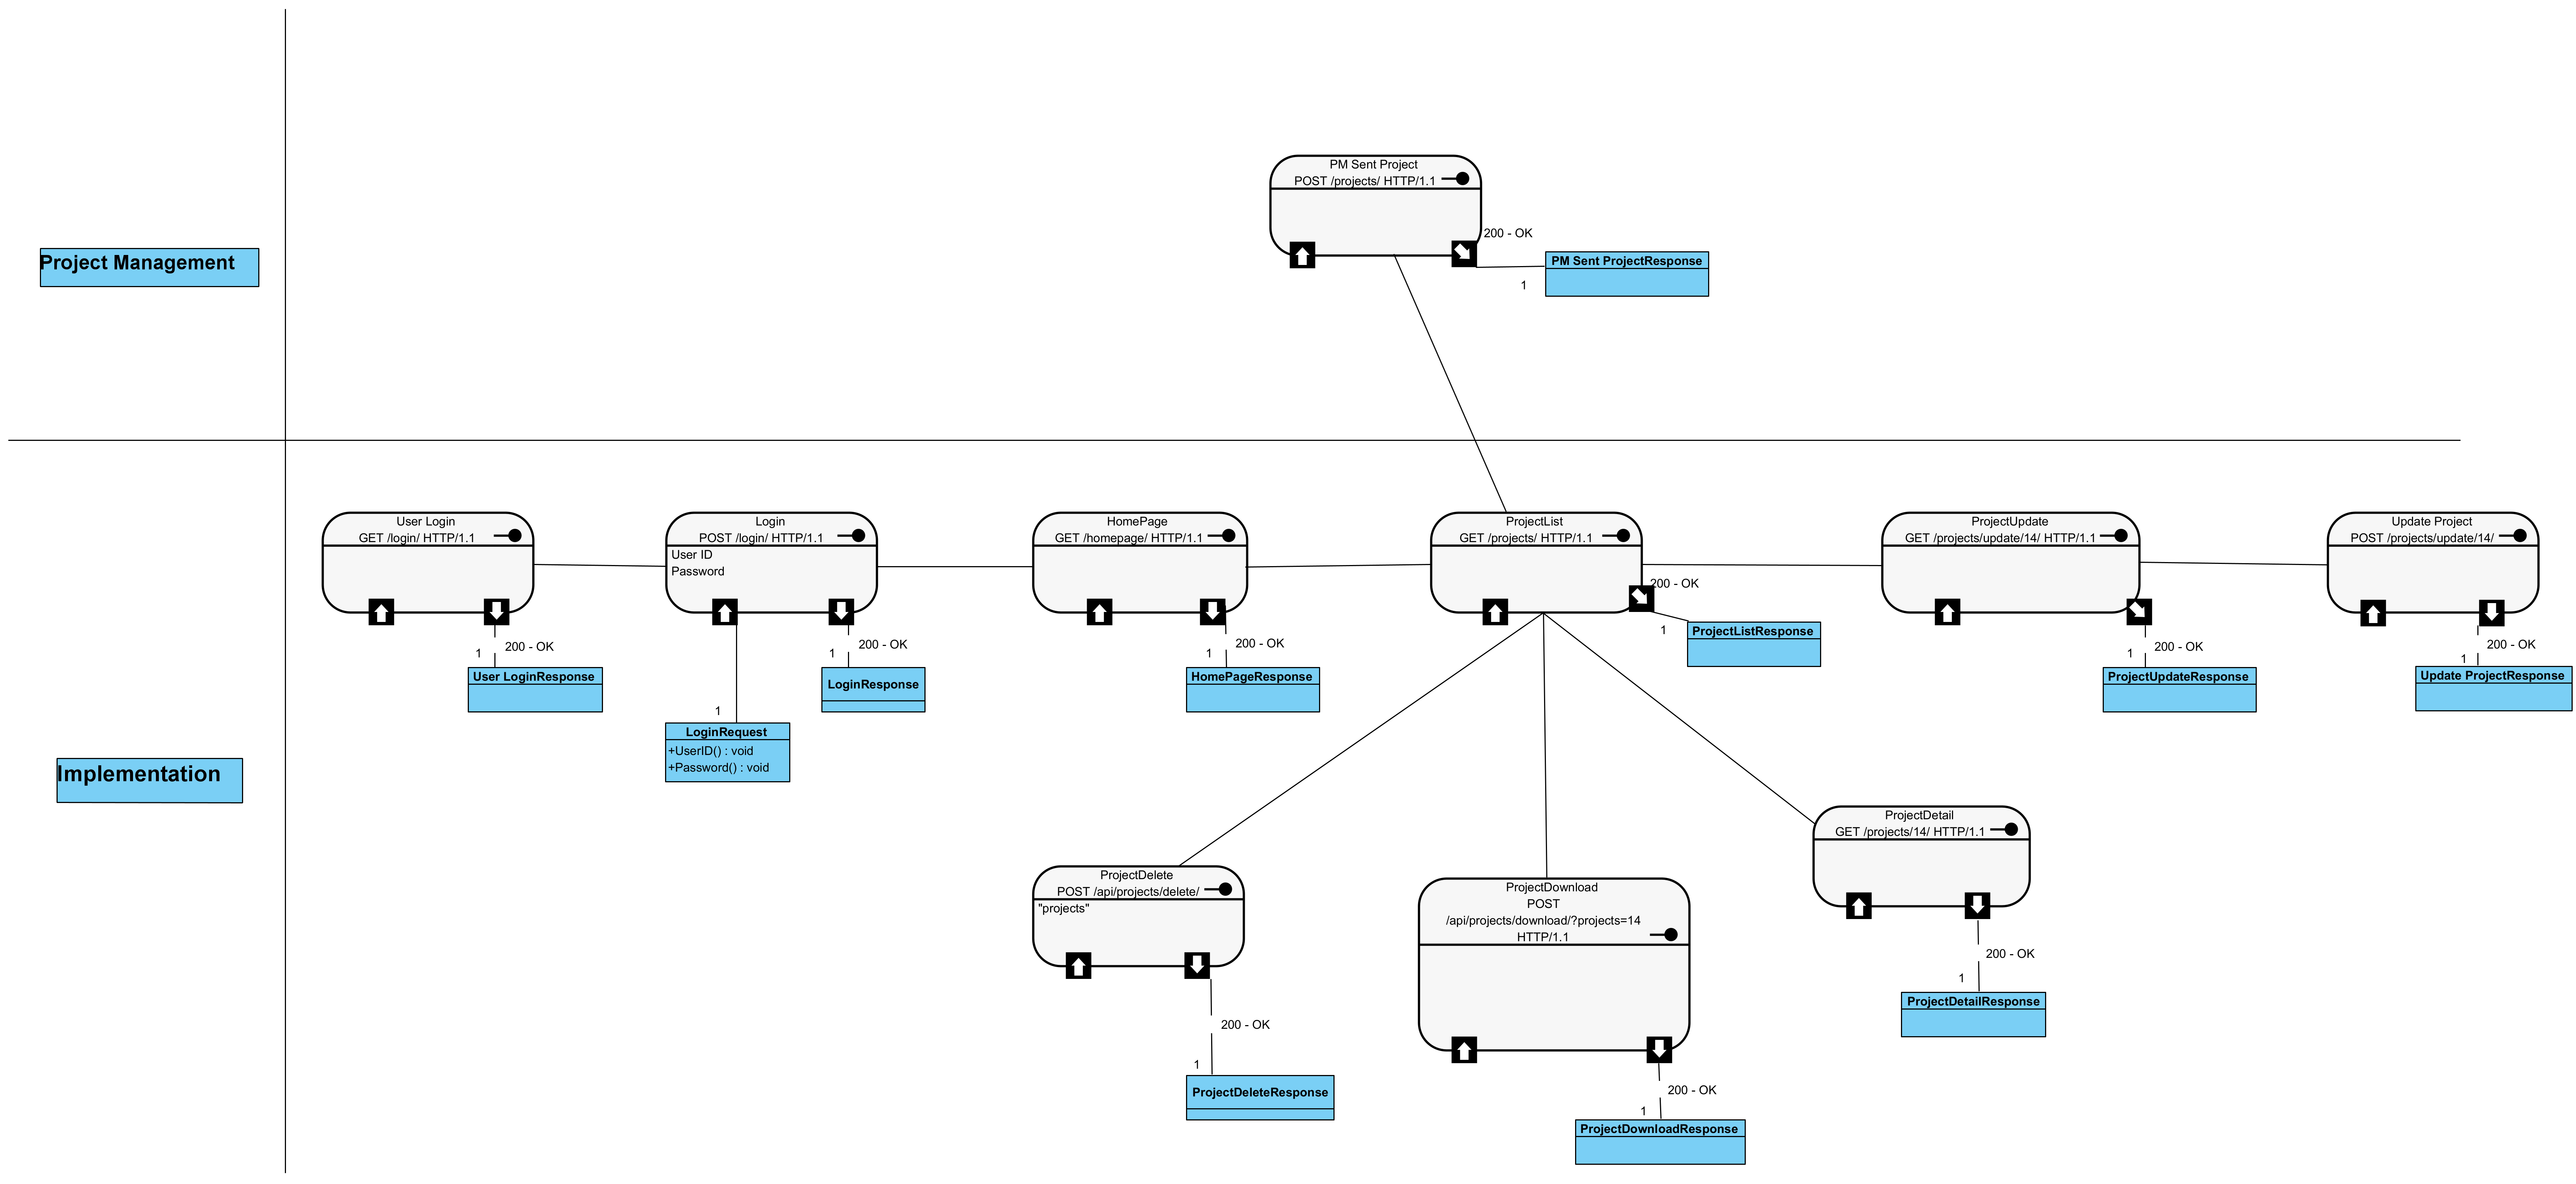 PM Sent Project
POST /projects/ HTTP/1.1
200 - OK
Project Management
PM Sent ProjectResponse
1
User Login
GET /login/ HTTP/1.1
200 - OK
1
User LoginResponse
Login
POST /login/ HTTP/1.1
User ID
Password
200 - OK
1
LoginResponse
1
LoginRequest
+UserID() : void
+Password() : void
HomePage
GET /homepage/ HTTP/1.1
200 - OK
1
HomePageResponse
ProjectList
GET /projects/ HTTP/1.1
200 - OK
1
ProjectListResponse
ProjectUpdate
GET /projects/update/14/ HTTP/1.1
200 - OK
1
ProjectUpdateResponse
Update Project
POST /projects/update/14/
200 - OK
1
Update ProjectResponse
Implementation
ProjectDelete
POST /api/projects/delete/
"projects"
200 - OK
1
ProjectDeleteResponse
ProjectDownload
POST
/api/projects/download/?projects=14
HTTP/1.1
200 - OK
1
ProjectDownloadResponse
ProjectDetail
GET /projects/14/ HTTP/1.1
200 - OK
1
ProjectDetailResponse